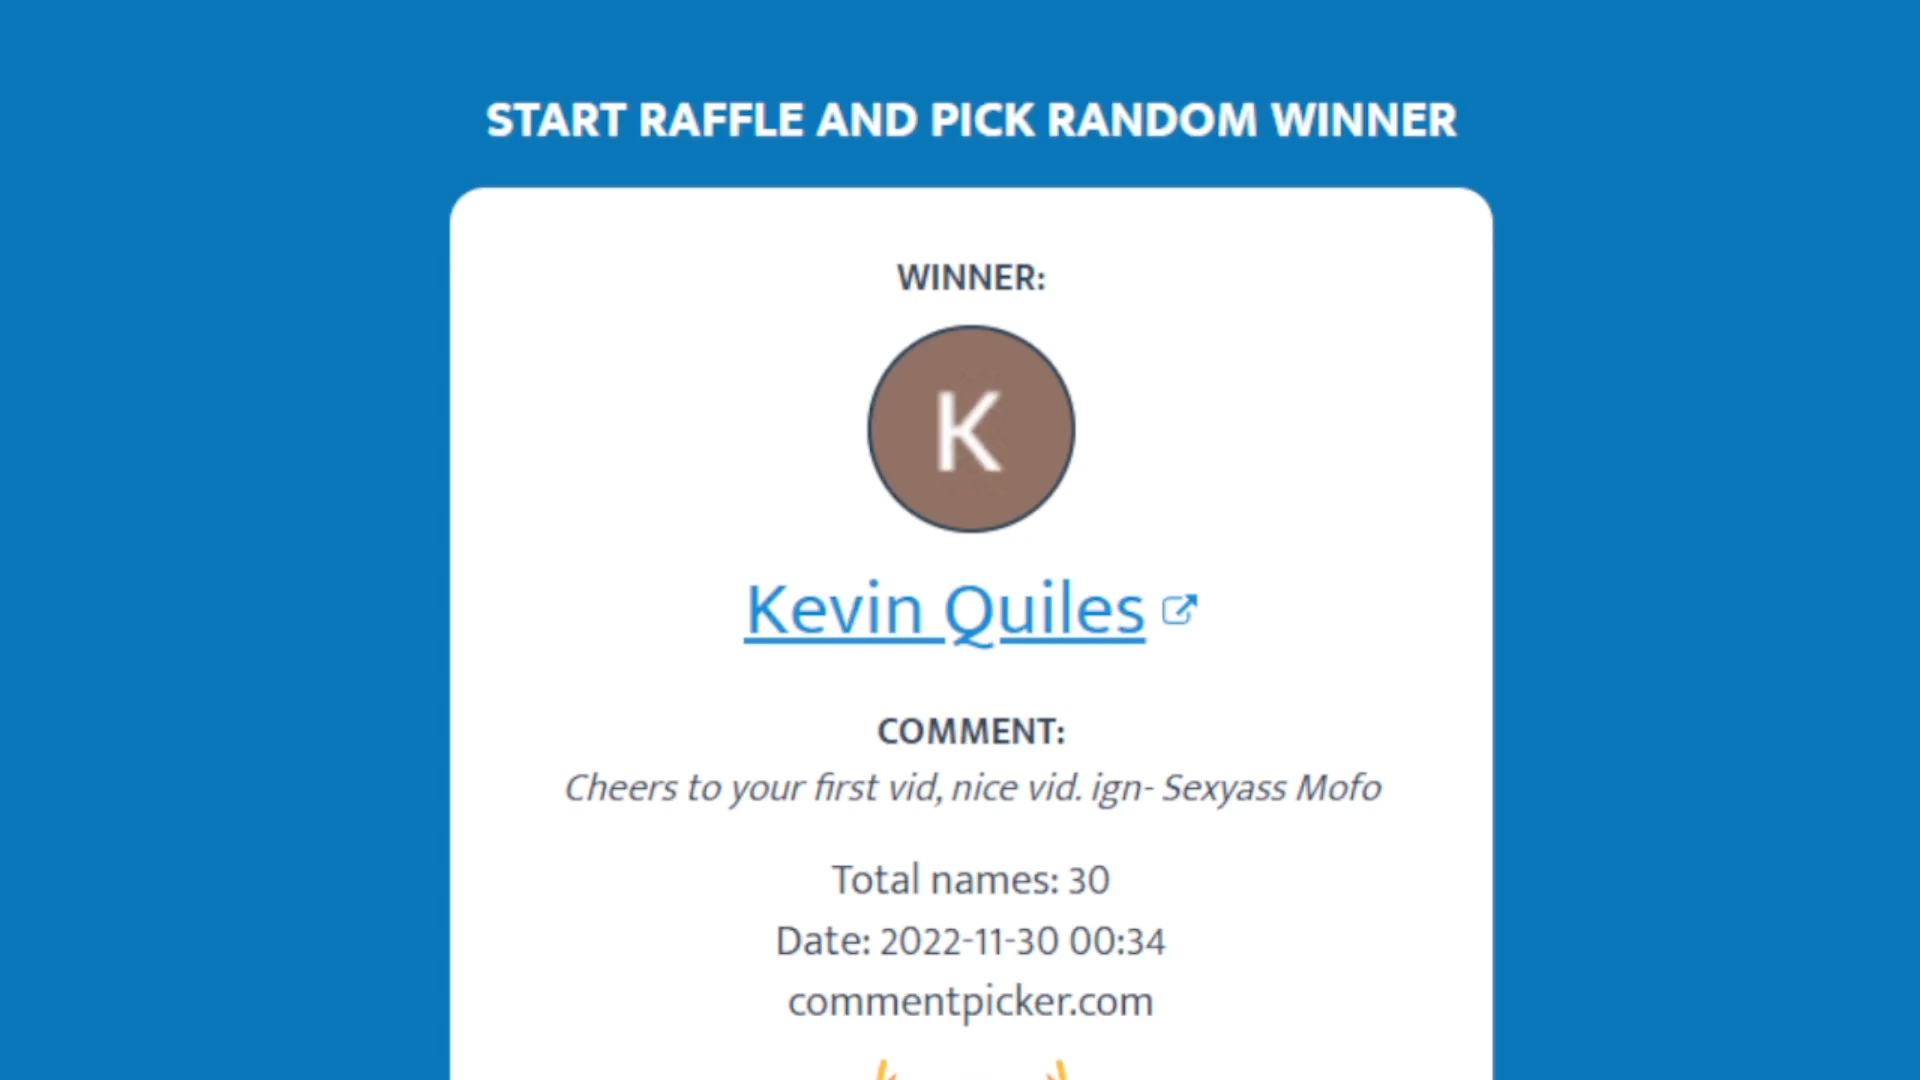 START RAFFLE AND PICK RANDOM WINNER
WINNER:
K
Kevin Quiles
COMMENT:
Cheers to your first vid, nice vid. ign- Sexyass Mofo
Total names: 30
Date: 2022-11-30 00:34
commentpicker.com